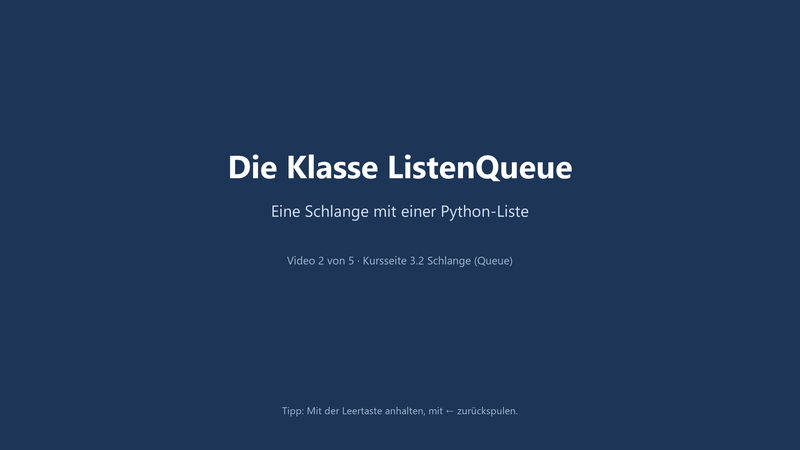 Die Klasse ListenQueue
Eine Schlange mit einer Python-Liste
Video 2 von 5 · Kursseite 3.2 Schlange (Queue)
Tipp: Mit der Leertaste anhalten, mit ← zurückspulen.